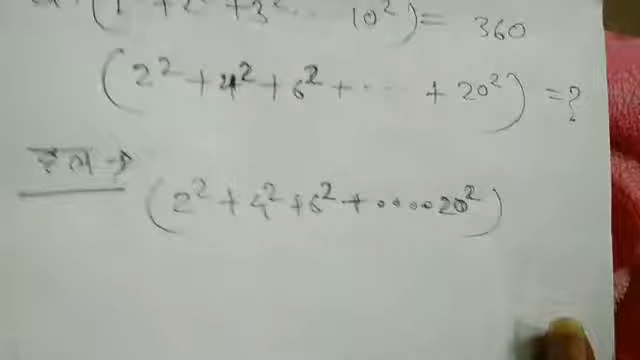 (1² + 2² + 3² .. 10²) = 360
(2² + 4² + 6² + .... + 20²) = ?
हल →
(2² + 4² + 6² + ....20²)